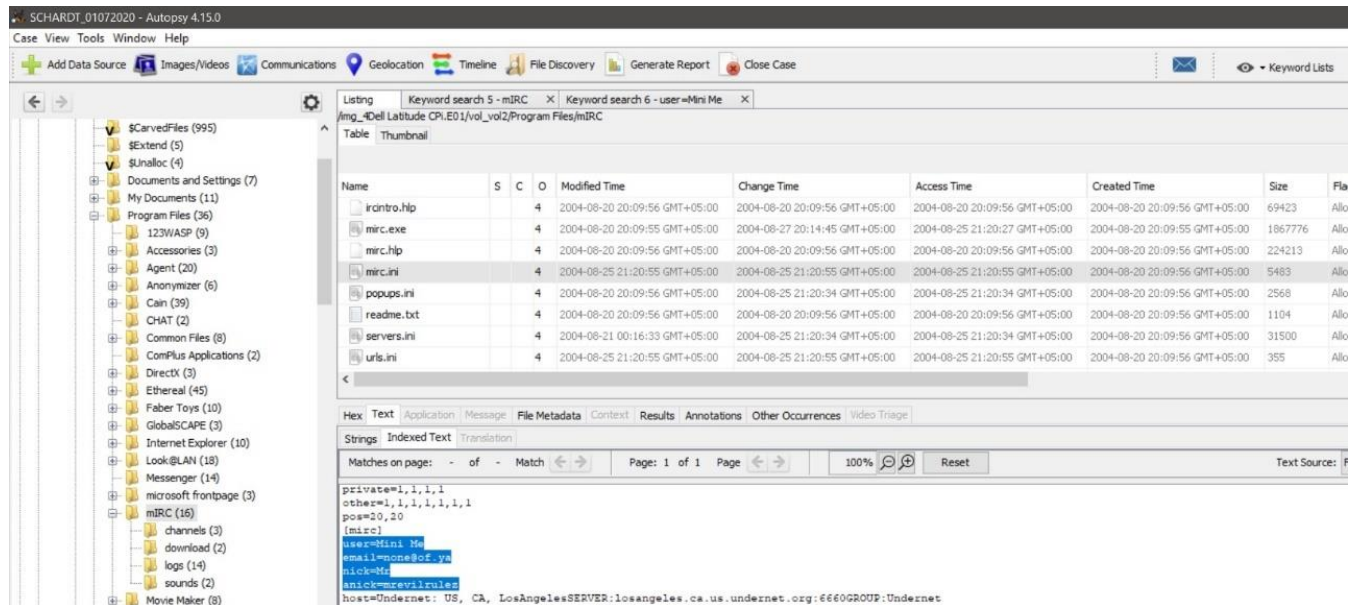 SCHARDT_01072020 - Autopsy 4.15.0
Case View Tools Window Help
Add Data Source Images/Videos Communications Geolocation Timeline File Discovery Generate Report Close Case Keyword Lists
Listing Keyword search 5 - mIRC X Keyword search 6 - user=Mini Me X
/img_4Dell Latitude CPi.E01/vol_vol2/Program Files/mIRC
Table Thumbnail
$CarvedFiles (995)
$Extend (5)
$Unalloc (4)
Documents and Settings (7)
My Documents (11)
Program Files (36)
123WASP (9)
Accessories (3)
Agent (20)
Anonymizer (6)
Cain (39)
CHAT (2)
Common Files (8)
ComPlus Applications (2)
DirectX (3)
Ethereal (45)
Faber Toys (10)
GlobalSCAPE (3)
Internet Explorer (10)
Look@LAN (18)
Messenger (14)
microsoft frontpage (3)
mIRC (16)
channels (3)
download (2)
logs (14)
sounds (2)
Movie Maker (8)
Name S C O Modified Time Change Time Access Time Created Time Size Fla
ircintro.hlp 4 2004-08-20 20:09:56 GMT+05:00 2004-08-20 20:09:56 GMT+05:00 2004-08-20 20:09:56 GMT+05:00 2004-08-20 20:09:56 GMT+05:00 69423 Allo
mirc.exe 4 2004-08-20 20:09:55 GMT+05:00 2004-08-27 20:14:45 GMT+05:00 2004-08-25 21:20:27 GMT+05:00 2004-08-20 20:09:55 GMT+05:00 1867776 Allo
mirc.hlp 4 2004-08-20 20:09:56 GMT+05:00 2004-08-20 20:09:56 GMT+05:00 2004-08-20 20:09:55 GMT+05:00 2004-08-20 20:09:55 GMT+05:00 224213 Allo
mirc.ini 4 2004-08-25 21:20:55 GMT+05:00 2004-08-25 21:20:55 GMT+05:00 2004-08-25 21:20:55 GMT+05:00 2004-08-20 20:09:56 GMT+05:00 5483 Allo
popups.ini 4 2004-08-20 20:09:56 GMT+05:00 2004-08-25 21:20:34 GMT+05:00 2004-08-25 21:20:34 GMT+05:00 2004-08-20 20:09:56 GMT+05:00 2568 Allo
readme.txt 4 2004-08-20 20:09:56 GMT+05:00 2004-08-20 20:09:56 GMT+05:00 2004-08-20 20:09:56 GMT+05:00 2004-08-20 20:09:56 GMT+05:00 1104 Allo
servers.ini 4 2004-08-21 00:16:33 GMT+05:00 2004-08-25 21:20:34 GMT+05:00 2004-08-25 21:20:34 GMT+05:00 2004-08-20 20:09:56 GMT+05:00 31500 Allo
urls.ini 4 2004-08-25 21:20:55 GMT+05:00 2004-08-25 21:20:55 GMT+05:00 2004-08-25 21:20:55 GMT+05:00 2004-08-20 20:09:56 GMT+05:00 355 Allo
Hex Text Application Message File Metadata Context Results Annotations Other Occurrences Video Triage
Strings Indexed Text Translation
Matches on page: - of - Match Page: 1 of 1 Page 100% Reset Text Source: F
private=1,1,1,1
other=1,1,1,1,1,1,1
pos=20,20
[mirc]
user=Mini Me
email=none@of.ya
nick=Mr
anick=mrevilrulez
host=Undernet: US, CA, LosAngelesSERVER:losangeles.ca.us.undernet.org:6660GROUP:Undernet